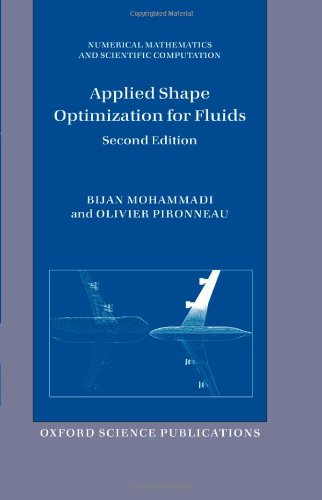 NUMERICAL MATHEMATICS
AND SCIENTIFIC COMPUTATION
Applied Shape
Optimization for Fluids
Second Edition
BIJAN MOHAMMADI
and OLIVIER PIRONNEAU
OXFORD SCIENCE PUBLICATIONS